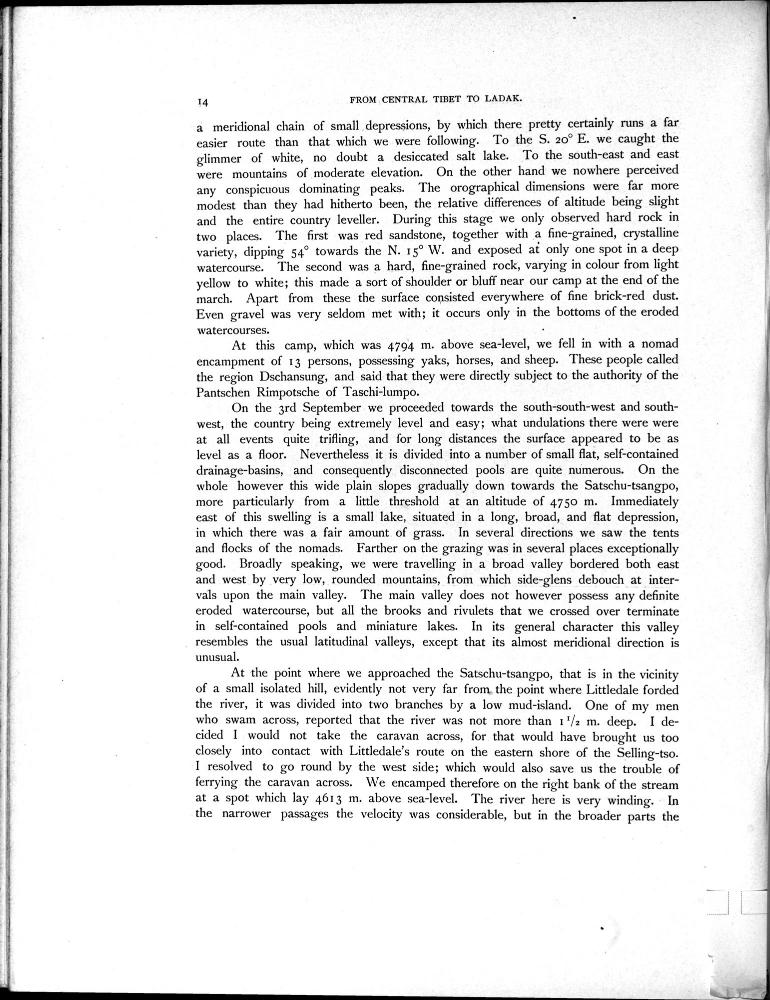 14 FROM CENTRAL TIBET TO LADAK.
a meridional chain of small depressions, by which there pretty certainly runs a far
easier route than that which we were following. To the S. 20° E. we caught the
glimmer of white, no doubt a desiccated salt lake. To the south-east and east
were mountains of moderate elevation. On the other hand we nowhere perceived
any conspicuous dominating peaks. The orographical dimensions were far more
modest than they had hitherto been, the relative differences of altitude being slight
and the entire country leveller. During this stage we only observed hard rock in
two places. The first was red sandstone, together with a fine-grained, crystalline
variety, dipping 54° towards the N. 15° W. and exposed at only one spot in a deep
watercourse. The second was a hard, fine-grained rock, varying in colour from light
yellow to white; this made a sort of shoulder or bluff near our camp at the end of the
march. Apart from these the surface consisted everywhere of fine brick-red dust.
Even gravel was very seldom met with; it occurs only in the bottoms of the eroded
watercourses.
At this camp, which was 4794 m. above sea-level, we fell in with a nomad
encampment of 13 persons, possessing yaks, horses, and sheep. These people called
the region Dschansung, and said that they were directly subject to the authority of the
Pantschen Rimpotsche of Taschi-lumpo.
On the 3rd September we proceeded towards the south-south-west and south-
west, the country being extremely level and easy; what undulations there were were
at all events quite trifling, and for long distances the surface appeared to be as
level as a floor. Nevertheless it is divided into a number of small flat, self-contained
drainage-basins, and consequently disconnected pools are quite numerous. On the
whole however this wide plain slopes gradually down towards the Satschu-tsangpo,
more particularly from a little threshold at an altitude of 4750 m. Immediately
east of this swelling is a small lake, situated in a long, broad, and flat depression,
in which there was a fair amount of grass. In several directions we saw the tents
and flocks of the nomads. Farther on the grazing was in several places exceptionally
good. Broadly speaking, we were travelling in a broad valley bordered both east
and west by very low, rounded mountains, from which side-glens debouch at inter-
vals upon the main valley. The main valley does not however possess any definite
eroded watercourse, but all the brooks and rivulets that we crossed over terminate
in self-contained pools and miniature lakes. In its general character this valley
resembles the usual latitudinal valleys, except that its almost meridional direction is
unusual.
At the point where we approached the Satschu-tsangpo, that is in the vicinity
of a small isolated hill, evidently not very far from the point where Littledale forded
the river, it was divided into two branches by a low mud-island. One of my men
who swam across, reported that the river was not more than 1 1/2 m. deep. I de-
cided I would not take the caravan across, for that would have brought us too
closely into contact with Littledale's route on the eastern shore of the Selling-tso.
I resolved to go round by the west side; which would also save us the trouble of
ferrying the caravan across. We encamped therefore on the right bank of the stream
at a spot which lay 4613 m. above sea-level. The river here is very winding. In
the narrower passages the velocity was considerable, but in the broader parts the